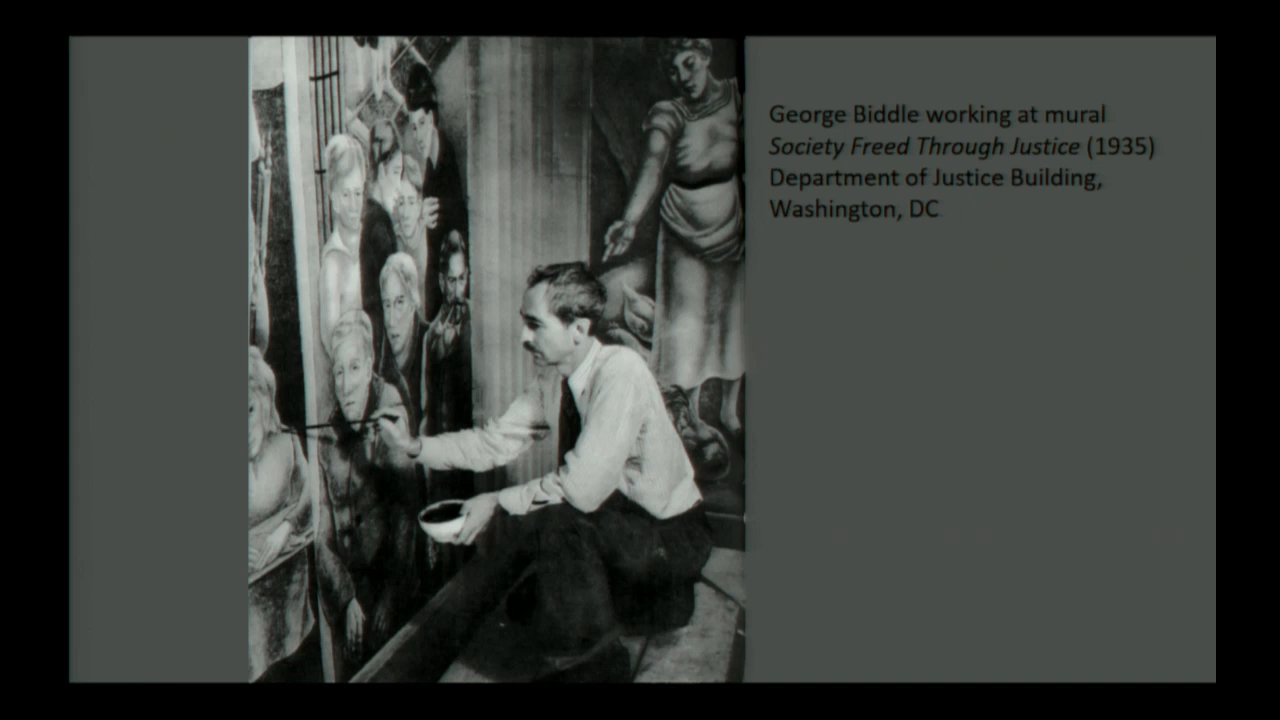 George Biddle working at mural
Society Freed Through Justice (1935)
Department of Justice Building,
Washington, DC